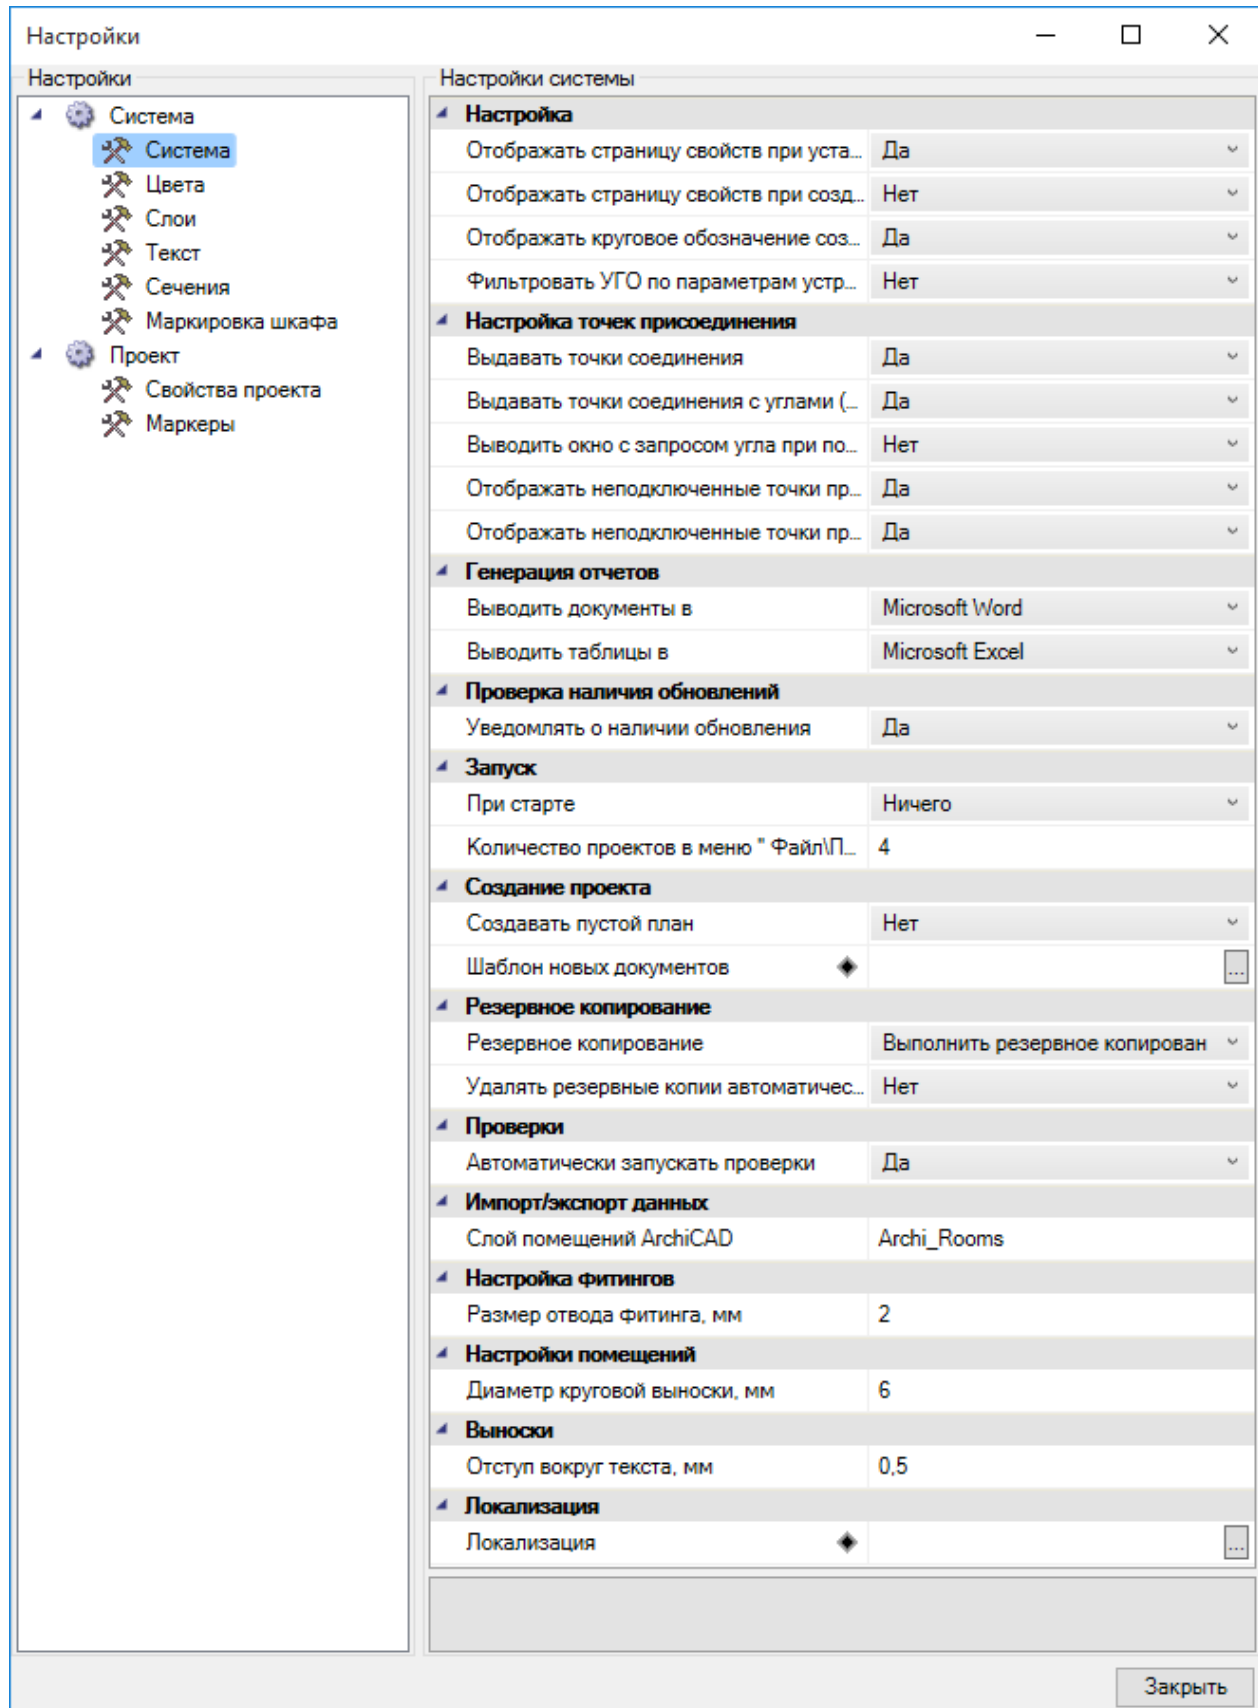 Настройки
Настройки
Система
Система
Цвета
Слои
Текст
Сечения
Маркировка шкафа
Проект
Свойства проекта
Маркеры
Настройки системы
Настройка
Отображать страницу свойств при уста... Да
Отображать страницу свойств при созд... Нет
Отображать круговое обозначение соз... Да
Фильтровать УГО по параметрам устр... Нет
Настройка точек присоединения
Выдавать точки соединения Да
Выдавать точки соединения с углами (... Да
Выводить окно с запросом угла при по... Нет
Отображать неподключенные точки пр... Да
Отображать неподключенные точки пр... Да
Генерация отчетов
Выводить документы в Microsoft Word
Выводить таблицы в Microsoft Excel
Проверка наличия обновлений
Уведомлять о наличии обновления Да
Запуск
При старте Ничего
Количество проектов в меню " Файл\П... 4
Создание проекта
Создавать пустой план Нет
Шаблон новых документов ...
Резервное копирование
Резервное копирование Выполнить резервное копирован
Удалять резервные копии автоматичес... Нет
Проверки
Автоматически запускать проверки Да
Импорт/экспорт данных
Слой помещений ArchiCAD Archi_Rooms
Настройка фитингов
Размер отвода фитинга, мм 2
Настройки помещений
Диаметр круговой выноски, мм 6
Выноски
Отступ вокруг текста, мм 0,5
Локализация
Локализация ...
Закрыть